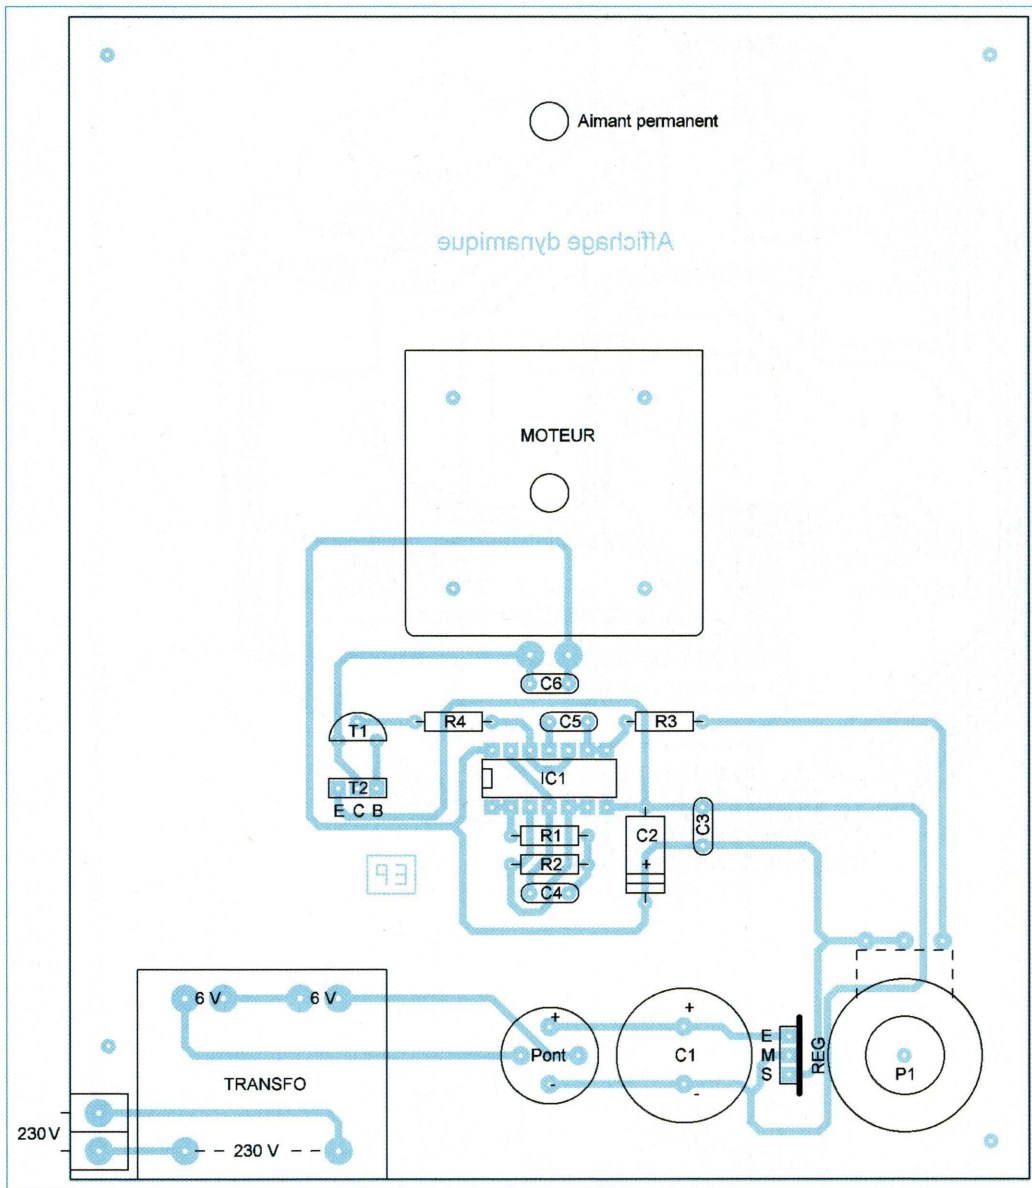 Aimant permanent
Affichage dynamique
MOTEUR
C6
T1
R4
C5
R3
T2
IC1
E C B
R1
C2
C3
R2
+
EP
C4
6 V
6 V
+
+
Pont
C1
E
M
S
REG
P1
TRANSFO
-
-
230 V
230 V